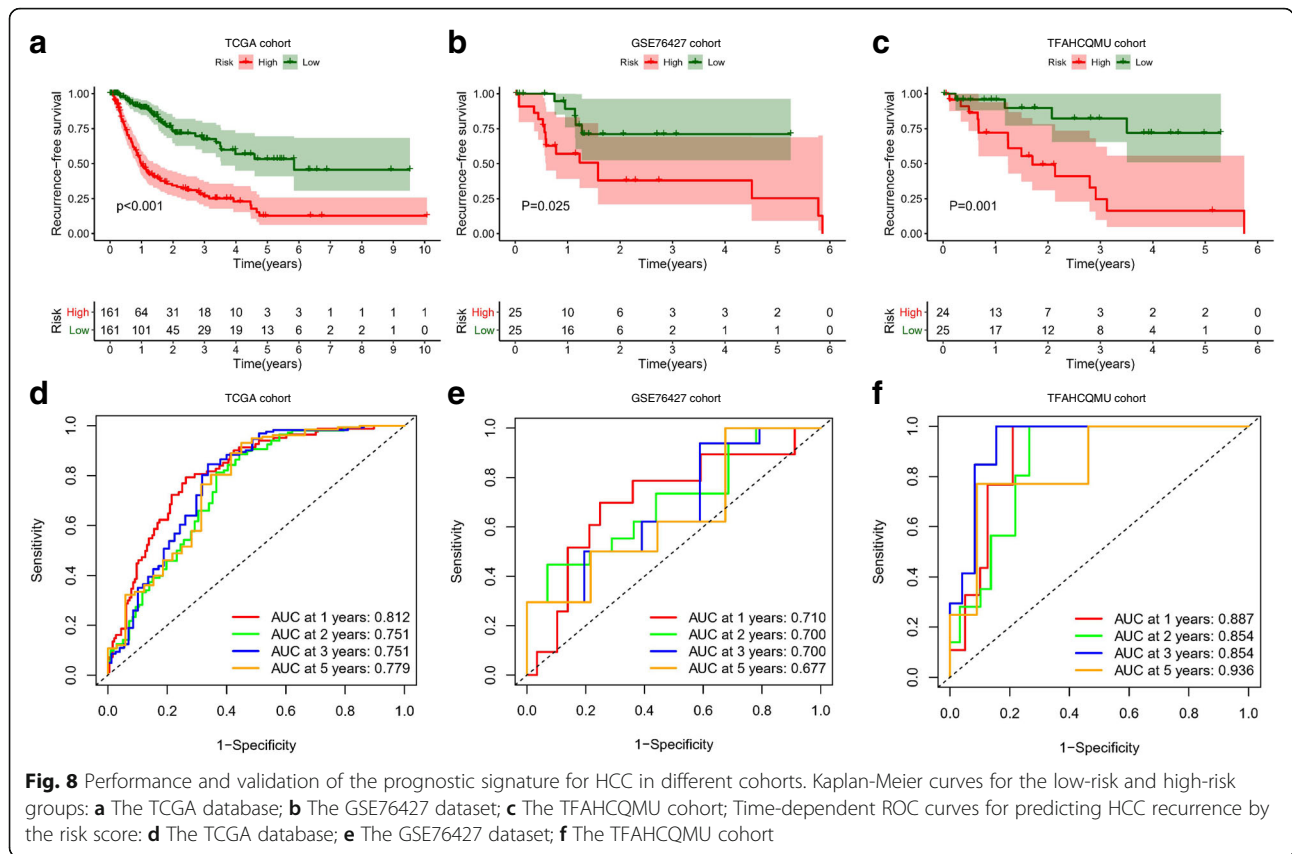 a
TCGA cohort
Risk High Low
Recurrence−free survival
1.00
0.75
0.50
0.25
0.00
p<0.001
0 1 2 3 4 5 6 7 8 9 10
Time(years)
Risk
High 161 64 31 18 10 3 3 1 1 1 1
Low 161 101 45 29 19 13 6 2 2 1 0
0 1 2 3 4 5 6 7 8 9 10
Time(years)
b
GSE76427 cohort
Risk High Low
Recurrence−free survival
1.00
0.75
0.50
0.25
0.00
P=0.025
0 1 2 3 4 5 6
Time(years)
Risk
High 25 10 6 3 3 2 0
Low 25 16 6 2 1 1 0
0 1 2 3 4 5 6
Time(years)
c
TFAHCQMU cohort
Risk High Low
Recurrence−free survival
1.00
0.75
0.50
0.25
0.00
P=0.001
0 1 2 3 4 5 6
Time(years)
Risk
High 24 13 7 3 2 2 0
Low 25 17 12 8 4 1 0
0 1 2 3 4 5 6
Time(years)
d
TCGA cohort
Sensitivity
1.0
0.8
0.6
0.4
0.2
0.0
AUC at 1 years: 0.812
AUC at 2 years: 0.751
AUC at 3 years: 0.751
AUC at 5 years: 0.779
0.0 0.2 0.4 0.6 0.8 1.0
1−Specificity
e
GSE76427 cohort
Sensitivity
1.0
0.8
0.6
0.4
0.2
0.0
AUC at 1 years: 0.710
AUC at 2 years: 0.700
AUC at 3 years: 0.700
AUC at 5 years: 0.677
0.0 0.2 0.4 0.6 0.8 1.0
1−Specificity
f
TFAHCQMU cohort
Sensitivity
1.0
0.8
0.6
0.4
0.2
0.0
AUC at 1 years: 0.887
AUC at 2 years: 0.854
AUC at 3 years: 0.854
AUC at 5 years: 0.936
0.0 0.2 0.4 0.6 0.8 1.0
1−Specificity
Fig. 8 Performance and validation of the prognostic signature for HCC in different cohorts. Kaplan-Meier curves for the low-risk and high-risk
groups: a The TCGA database; b The GSE76427 dataset; c The TFAHCQMU cohort; Time-dependent ROC curves for predicting HCC recurrence by
the risk score: d The TCGA database; e The GSE76427 dataset; f The TFAHCQMU cohort